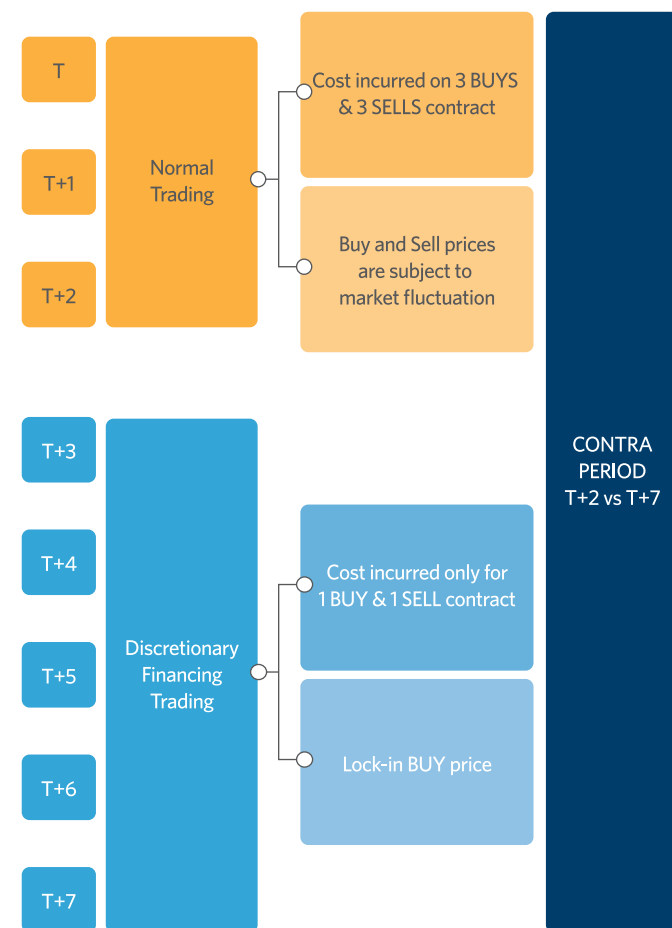 T
T+1
T+2
Normal
Trading
Cost incurred on 3 BUYS
& 3 SELLS contract
Buy and Sell prices
are subject to
market fluctuation
T+3
T+4
T+5
T+6
T+7
Discretionary
Financing
Trading
Cost incurred only for
1 BUY & 1 SELL contract
Lock-in BUY price
CONTRA
PERIOD
T+2 vs T+7